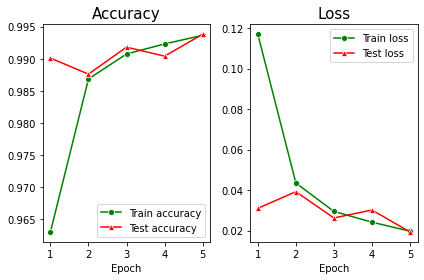 Accuracy
0.995
0.990
0.985
0.980
0.975
0.970
0.965
Train accuracy
Test accuracy
1 2 3 4 5
Epoch
Loss
0.12
0.10
0.08
0.06
0.04
0.02
Train loss
Test loss
1 2 3 4 5
Epoch